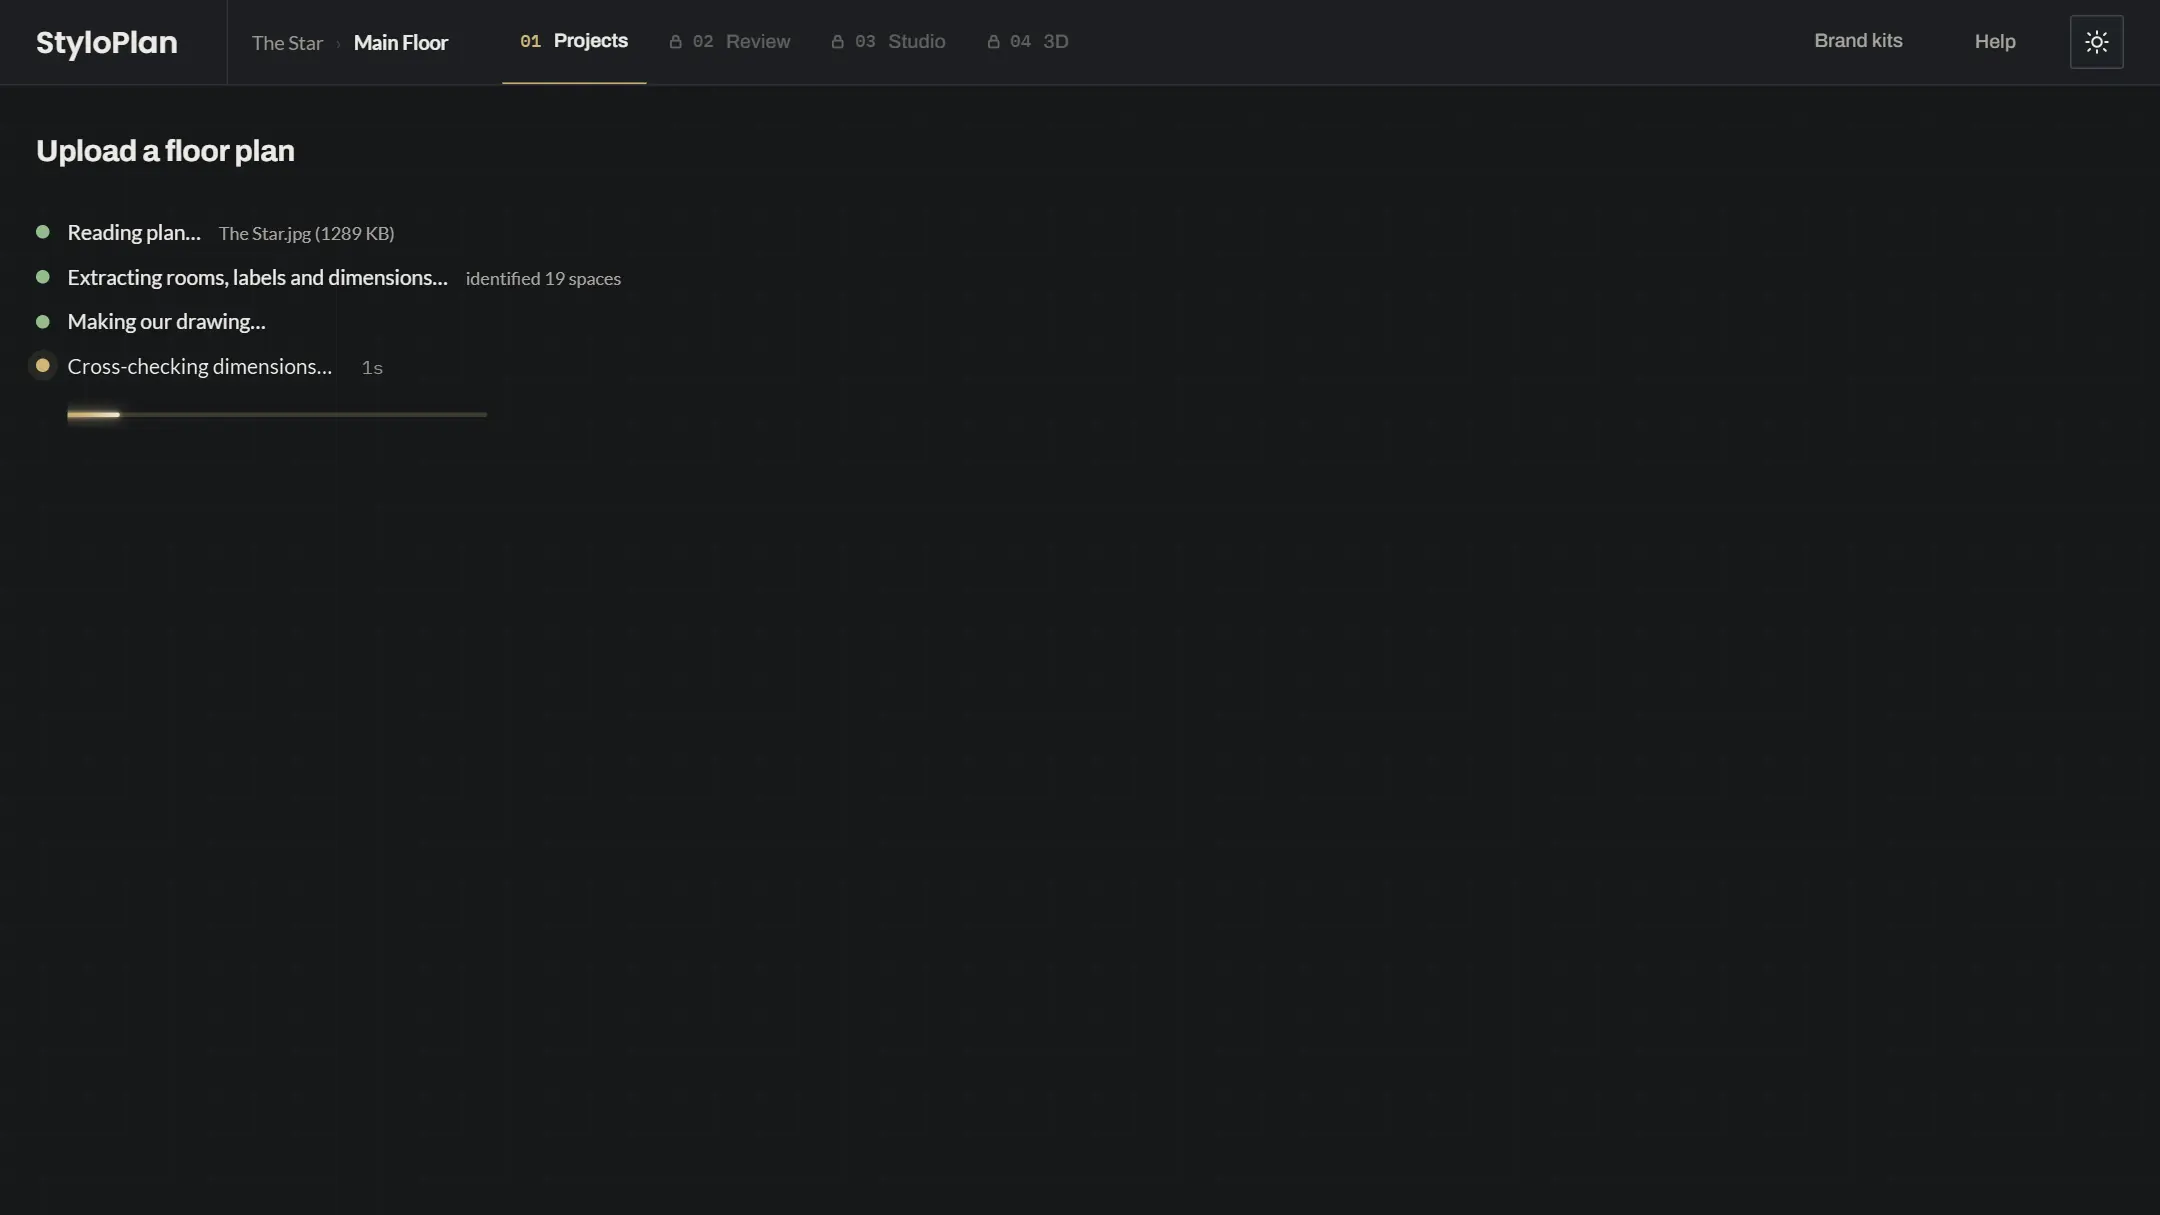 StyloPlan
The Star › Main Floor
01 Projects
02 Review
03 Studio
04 3D
Brand kits
Help
Upload a floor plan
Reading plan... The Star.jpg (1289 KB)
Extracting rooms, labels and dimensions... identified 19 spaces
Making our drawing...
Cross-checking dimensions... 1s